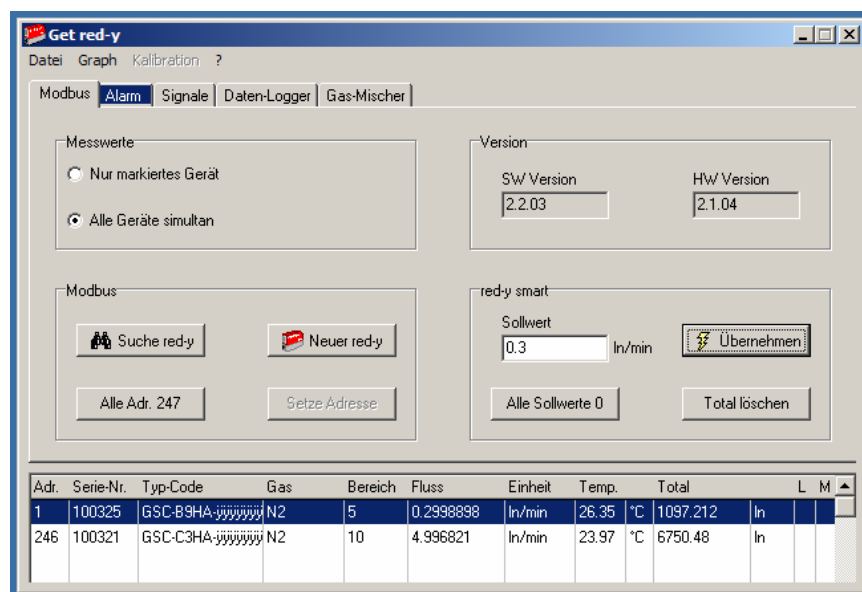 Get red-y
Datei Graph Kalibration ?
Modbus Alarm Signale Daten-Logger Gas-Mischer
Messwerte
Nur markiertes Gerät
Alle Geräte simultan
Version
SW Version HW Version
2.2.03 2.1.04
Modbus
Suche red-y Neuer red-y
Alle Adr. 247 Setze Adresse
red-y smart
Sollwert
0.3 ln/min Übernehmen
Alle Sollwerte 0 Total löschen
Adr. Serie-Nr. Typ-Code Gas Bereich Fluss Einheit Temp. Total L M
1 100325 GSC-B9HA-ÿÿÿÿÿÿ N2 5 0.2998898 ln/min 26.35 °C 1097.212 ln
246 100321 GSC-C3HA-ÿÿÿÿÿÿ N2 10 4.996821 ln/min 23.97 °C 6750.48 ln